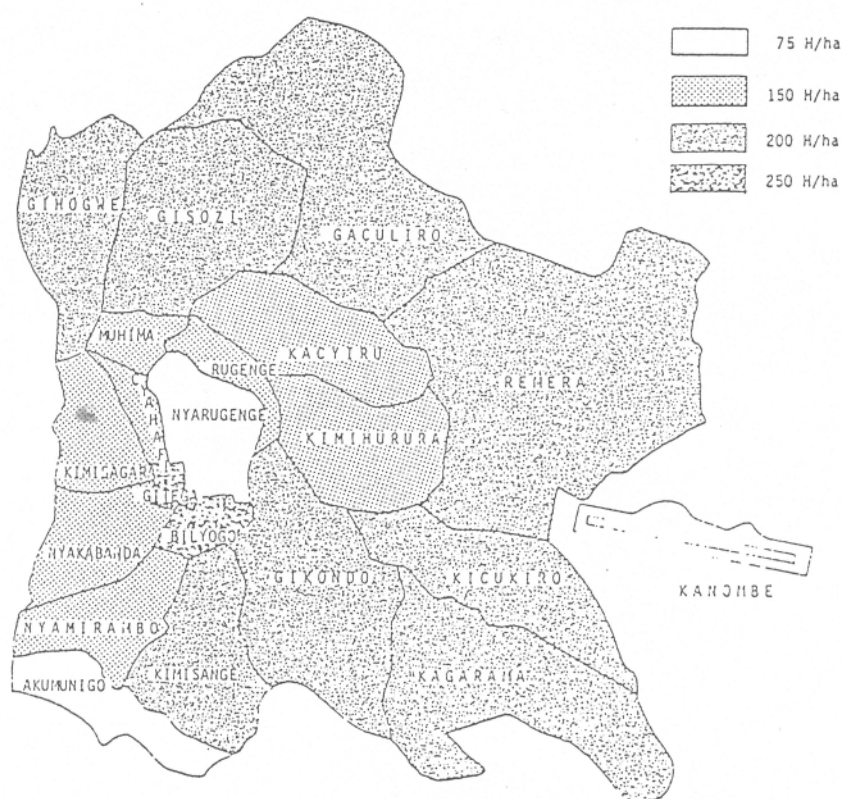 75 H/ha
150 H/ha
200 H/ha
250 H/ha
GIHOGWE
GISOZI
GACULIRO
MUHIMA
RUGENGE
KACYIRU
REMERA
CYAHAFI
NYARUGENGE
KIMIHURURA
KIMISAGARA
GITEGA
BILYOGO
NYAKABANDA
GIKONDO
KICUKIRO
KANOMBE
NYAMIRAMBO
KIMISANGE
KAGARAMA
AKUMUNIGO